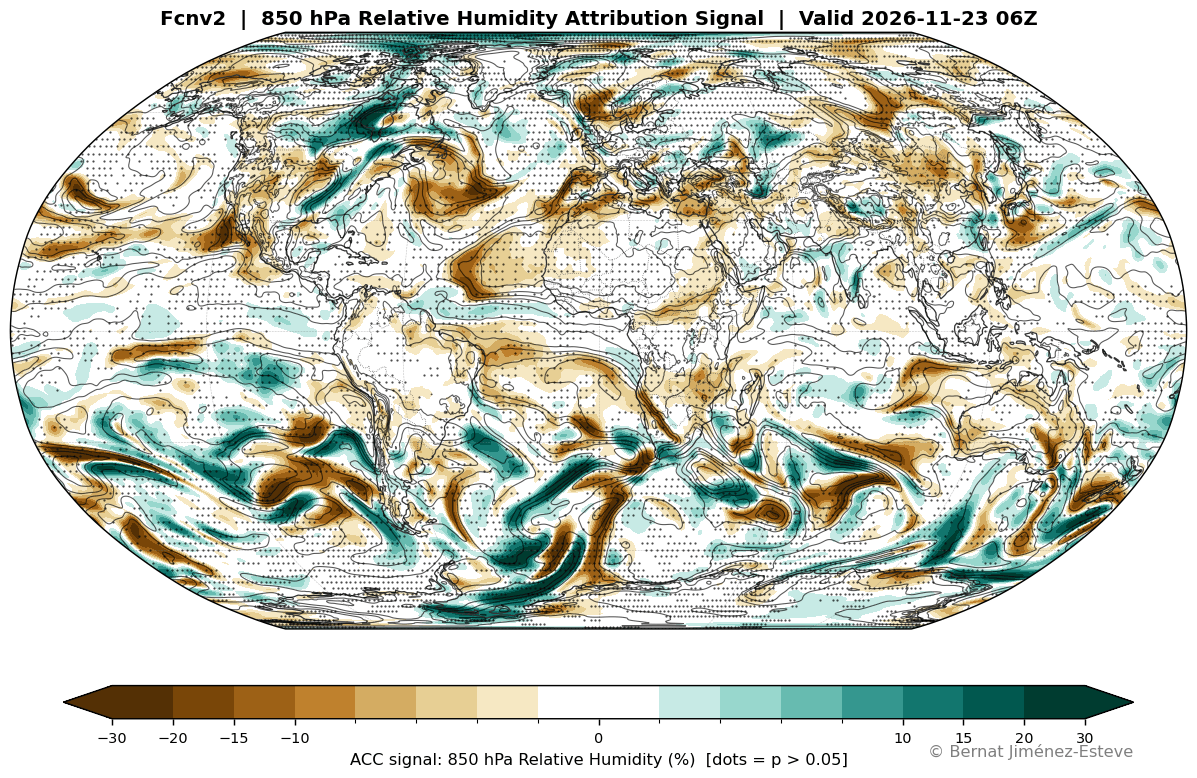 Fcnv2  |  850 hPa Relative Humidity Attribution Signal  |  Valid 2026-11-23 06Z
−30 −20 −15 −10 0 10 15 20 30
© Bernat Jiménez-Esteve
ACC signal: 850 hPa Relative Humidity (%)  [dots = p > 0.05]